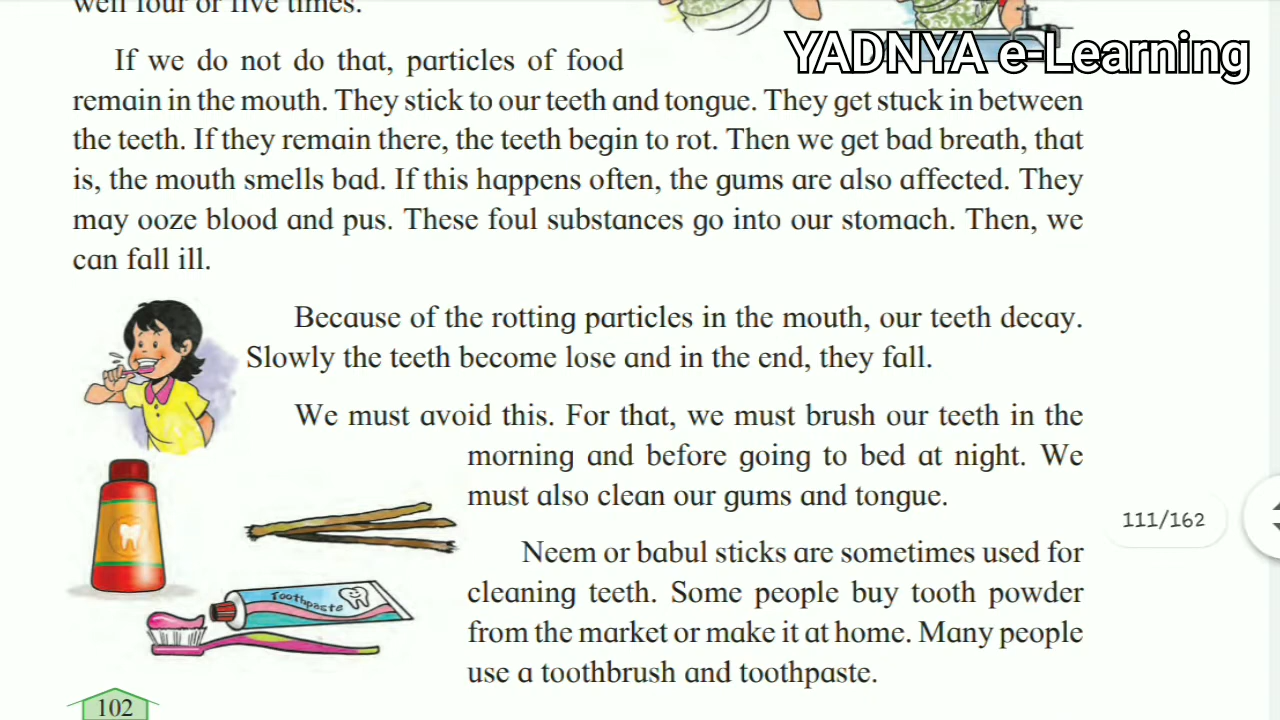 well four or five times.
YADNYA e-Learning
If we do not do that, particles of food
remain in the mouth. They stick to our teeth and tongue. They get stuck in between
the teeth. If they remain there, the teeth begin to rot. Then we get bad breath, that
is, the mouth smells bad. If this happens often, the gums are also affected. They
may ooze blood and pus. These foul substances go into our stomach. Then, we
can fall ill.
Because of the rotting particles in the mouth, our teeth decay.
Slowly the teeth become lose and in the end, they fall.
We must avoid this. For that, we must brush our teeth in the
morning and before going to bed at night. We
must also clean our gums and tongue.
111/162
Neem or babul sticks are sometimes used for
cleaning teeth. Some people buy tooth powder
from the market or make it at home. Many people
use a toothbrush and toothpaste.
Toothpaste
102